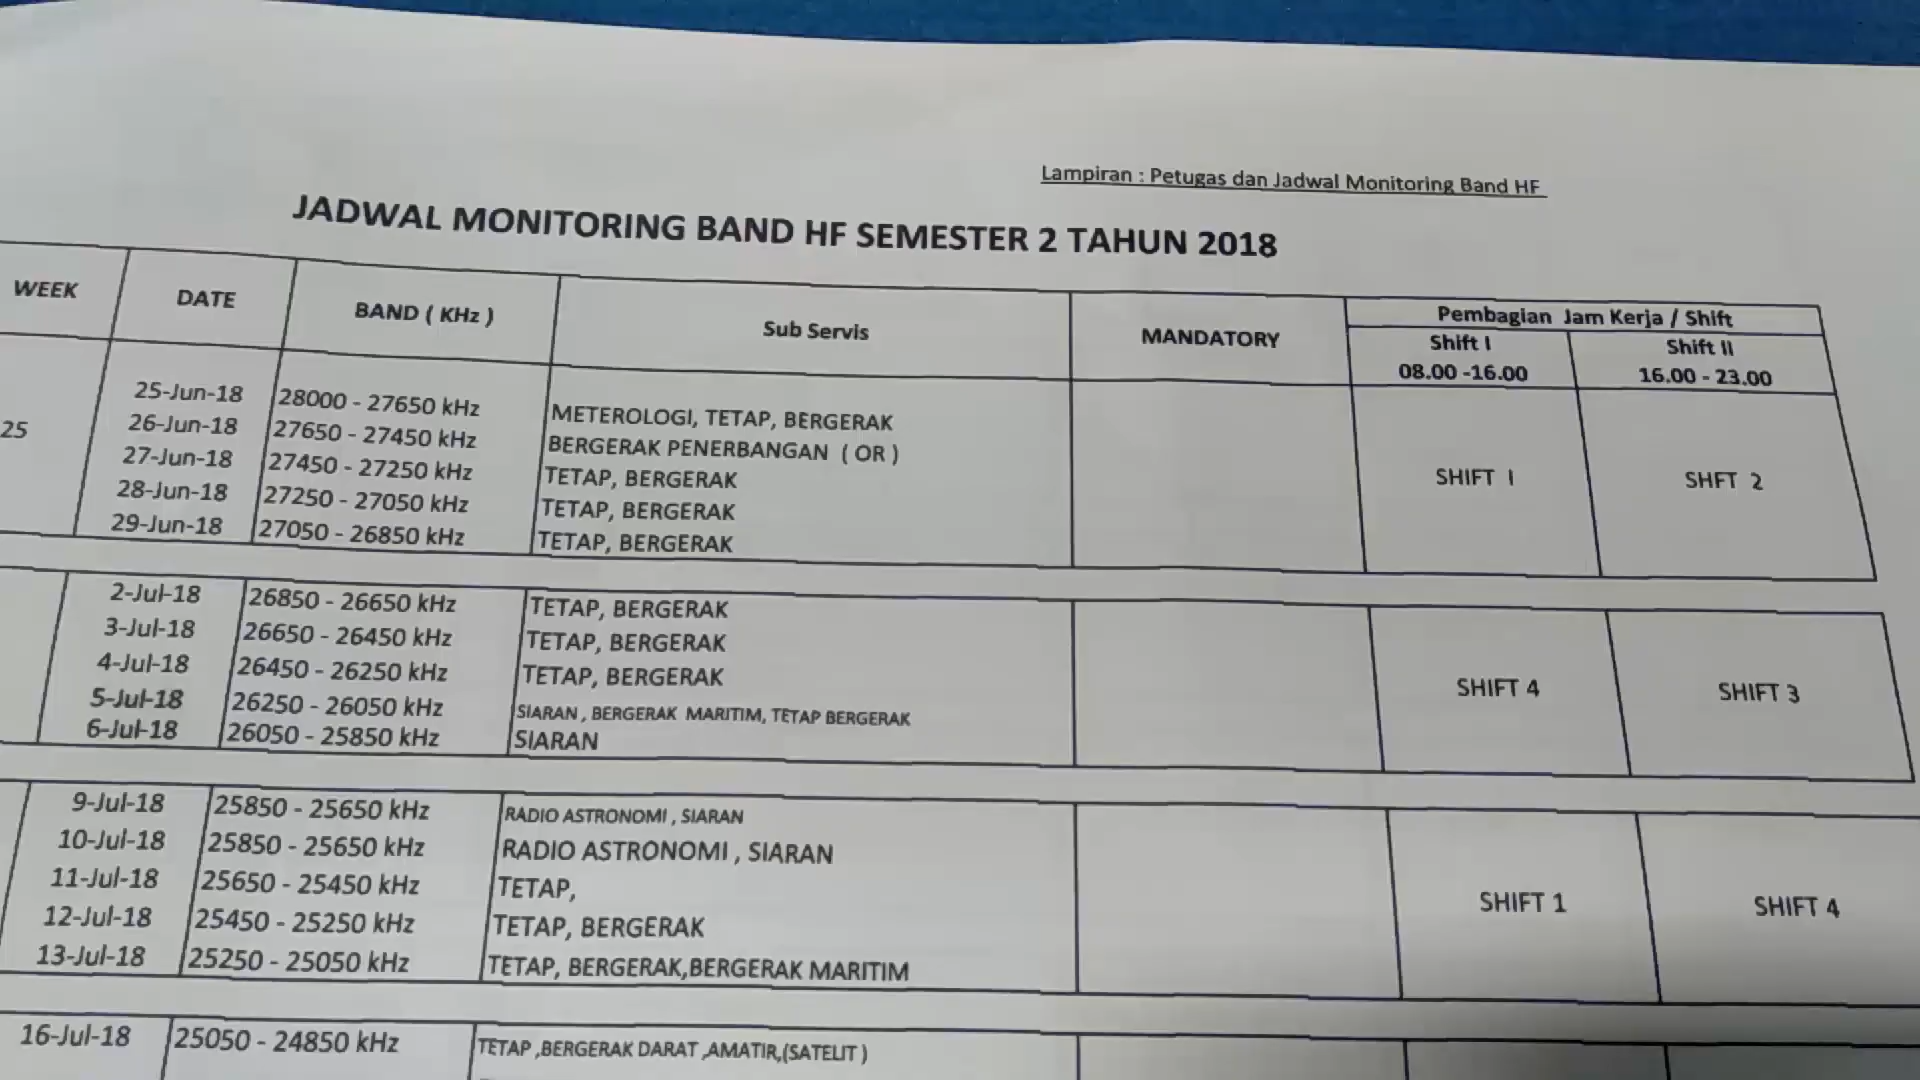 Lampiran : Petugas dan Jadwal Monitoring Band HF
JADWAL MONITORING BAND HF SEMESTER 2 TAHUN 2018
WEEK DATE BAND ( KHz ) Sub Servis MANDATORY Pembagian Jam Kerja / Shift
Shift I Shift II
08.00 -16.00 16.00 - 23.00
25-Jun-18 28000 - 27650 kHz METEROLOGI, TETAP, BERGERAK
25 26-Jun-18 27650 - 27450 kHz BERGERAK PENERBANGAN ( OR )
27-Jun-18 27450 - 27250 kHz TETAP, BERGERAK SHIFT I SHFT 2
28-Jun-18 27250 - 27050 kHz TETAP, BERGERAK
29-Jun-18 27050 - 26850 kHz TETAP, BERGERAK
2-Jul-18 26850 - 26650 kHz TETAP, BERGERAK
3-Jul-18 26650 - 26450 kHz TETAP, BERGERAK
4-Jul-18 26450 - 26250 kHz TETAP, BERGERAK SHIFT 4 SHIFT 3
5-Jul-18 26250 - 26050 kHz SIARAN , BERGERAK MARITIM, TETAP BERGERAK
6-Jul-18 26050 - 25850 kHz SIARAN
9-Jul-18 25850 - 25650 kHz RADIO ASTRONOMI , SIARAN
10-Jul-18 25850 - 25650 kHz RADIO ASTRONOMI , SIARAN
11-Jul-18 25650 - 25450 kHz TETAP, SHIFT 1 SHIFT 4
12-Jul-18 25450 - 25250 kHz TETAP, BERGERAK
13-Jul-18 25250 - 25050 kHz TETAP, BERGERAK,BERGERAK MARITIM
16-Jul-18 25050 - 24850 kHz TETAP ,BERGERAK DARAT ,AMATIR,(SATELIT )